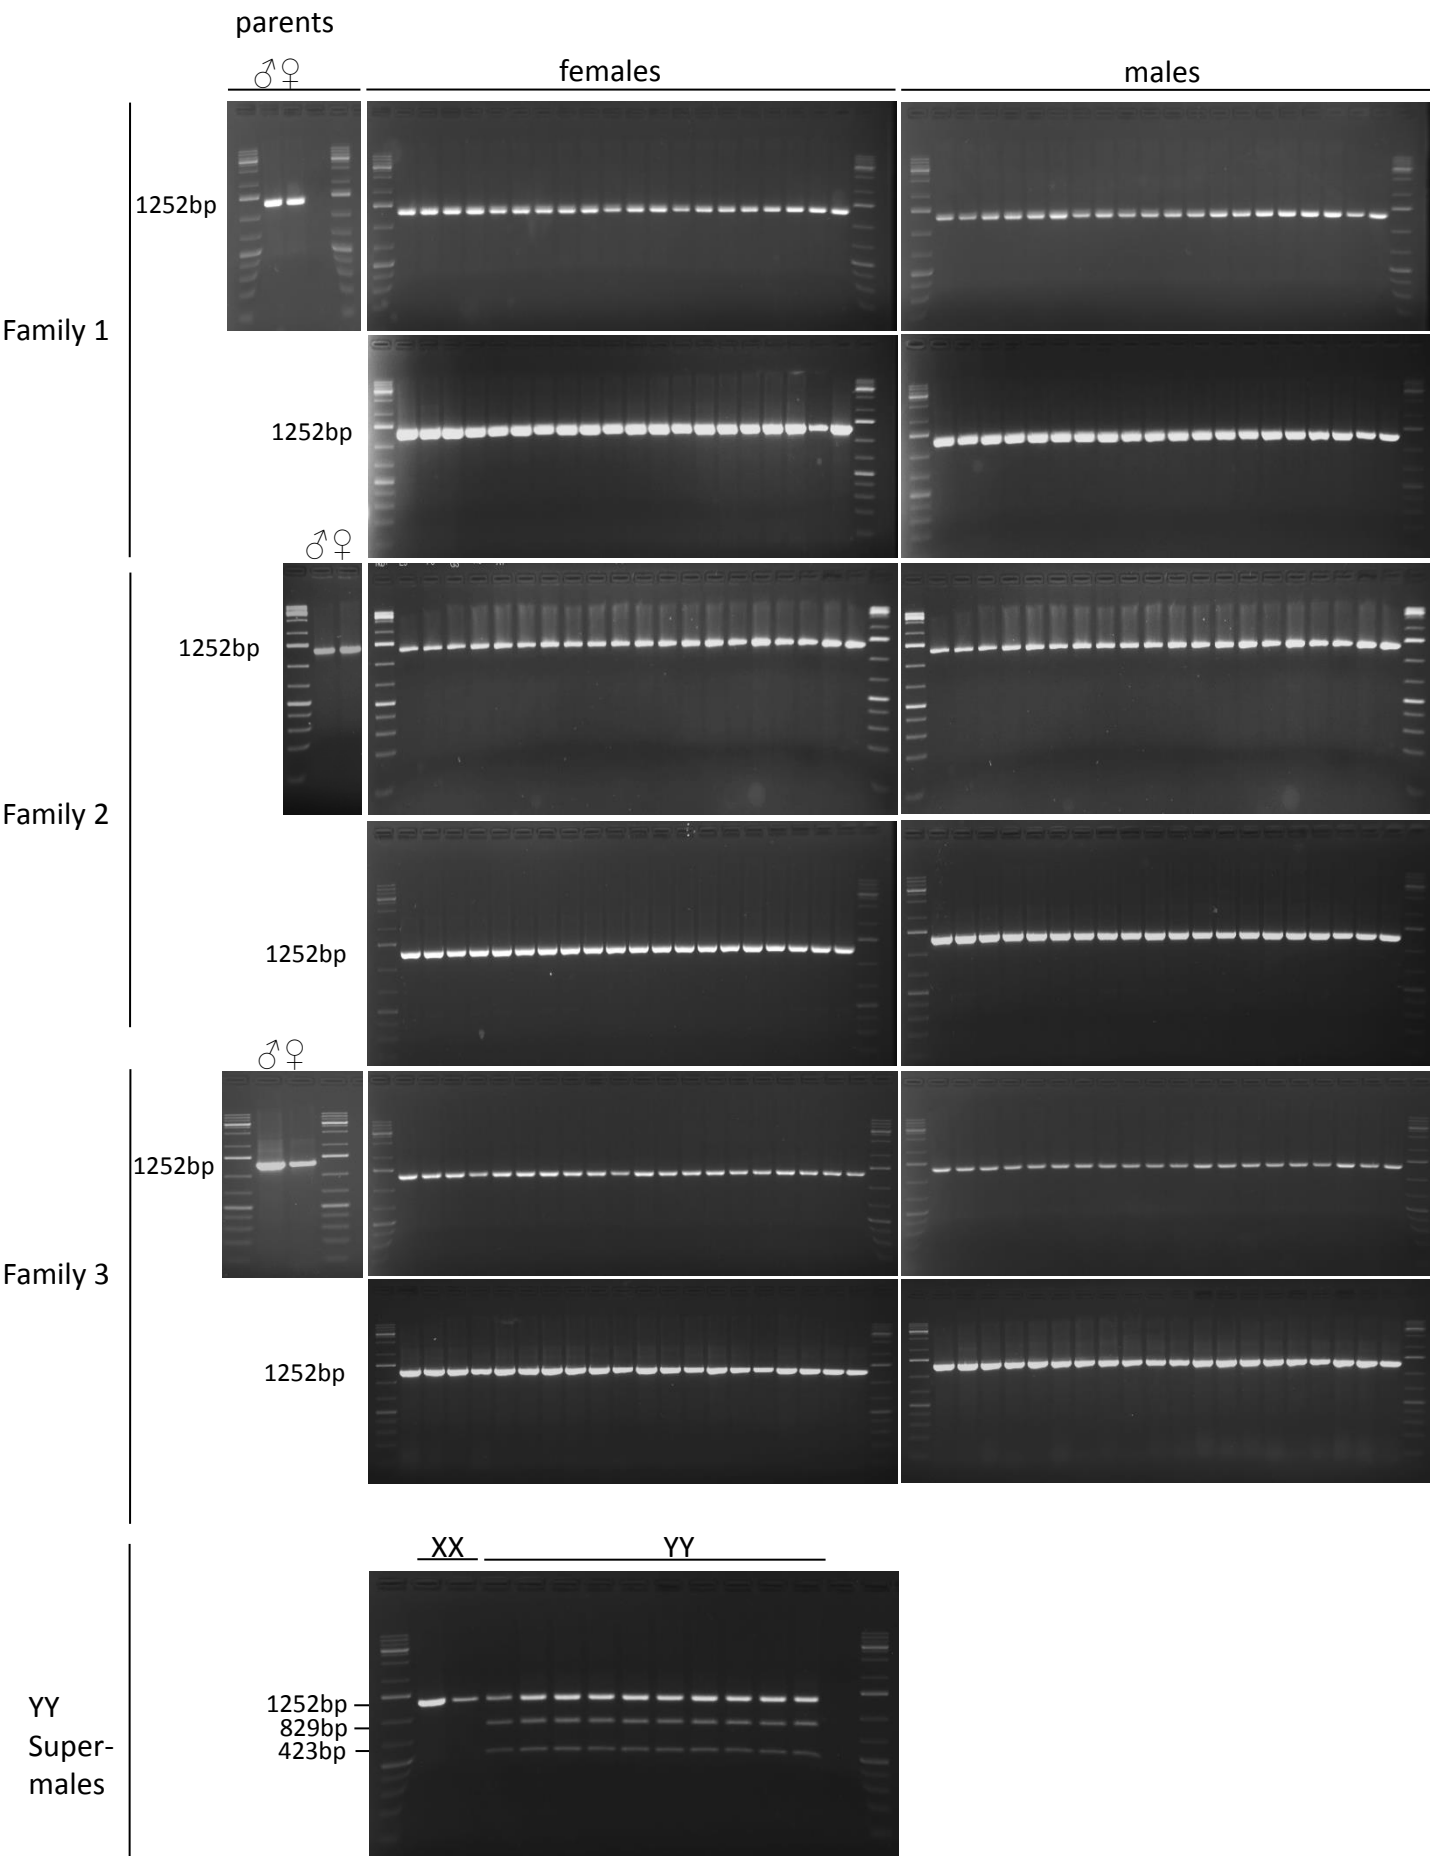 parents
♂♀
females
males
1252bp
Family 1
1252bp
♂♀
1252bp
Family 2
1252bp
♂♀
1252bp
Family 3
1252bp
XX
YY
1252bp
829bp
423bp
YY
Super-
males